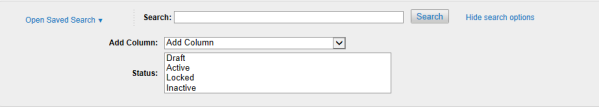 Open Saved Search ▾ Search: Search Hide search options
Add Column: Add Column
Status: Draft
Active
Locked
Inactive